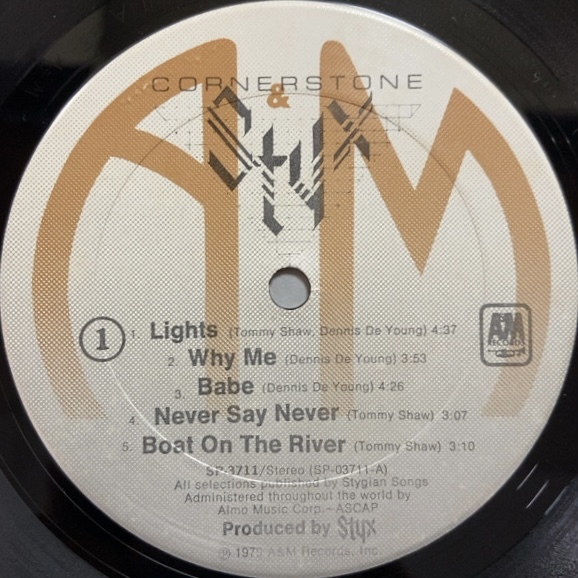 CORNERSTONE
A&M
Styx
1
1. Lights (Tommy Shaw, Dennis De Young) 4:37
2. Why Me (Dennis De Young) 3:53
3. Babe (Dennis De Young) 4:26
4. Never Say Never (Tommy Shaw) 3:07
5. Boat On The River (Tommy Shaw) 3:10
A&M
RECORDS
SP-3711/Stereo (SP-03711-A)
All selections published by Stygian Songs
Administered throughout the world by
Almo Music Corp.-ASCAP
Produced by Styx
℗ 1979 A&M Records, Inc.